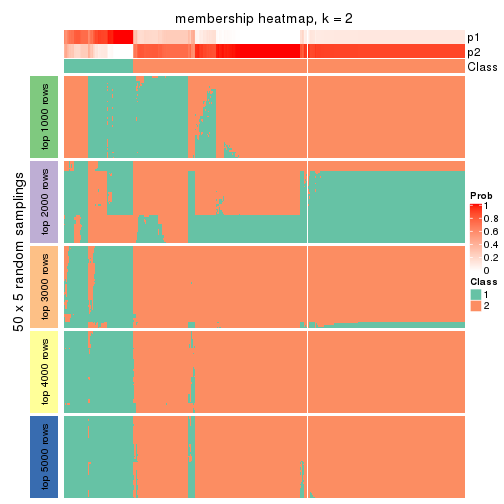 membership heatmap, k = 2
p1
p2
Class
50 x 5 random samplings
top 1000 rows
top 2000 rows
top 3000 rows
top 4000 rows
top 5000 rows
Prob
1
0.8
0.6
0.4
0.2
0
Class
1
2